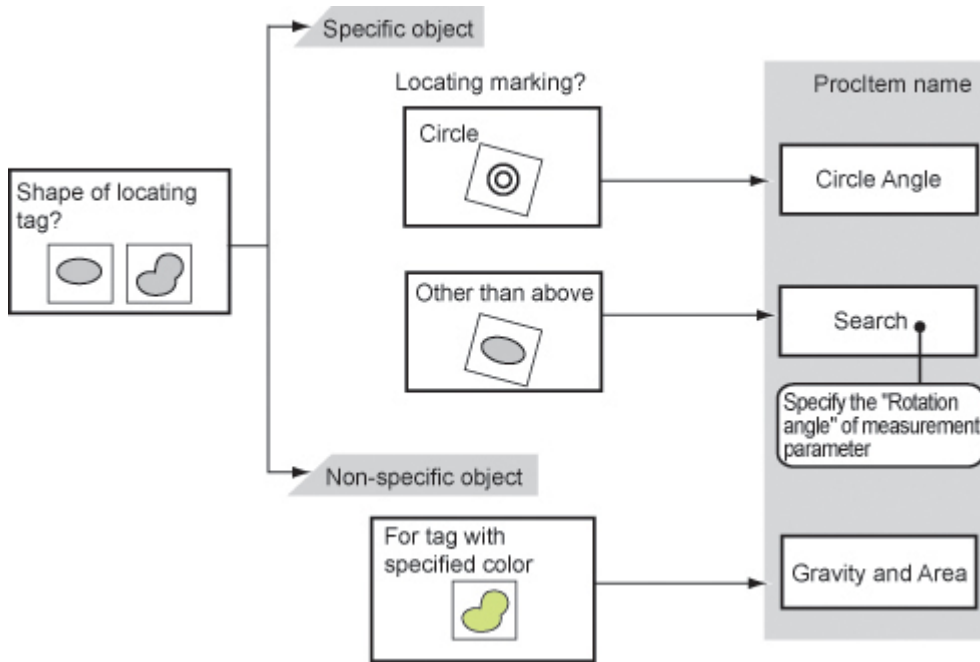 Specific object
Locating marking?
ProcItem name
Circle
Circle Angle
Shape of locating
tag?
Other than above
Search
Specify the "Rotation
angle" of measurement
parameter
Non-specific object
For tag with
specified color
Gravity and Area